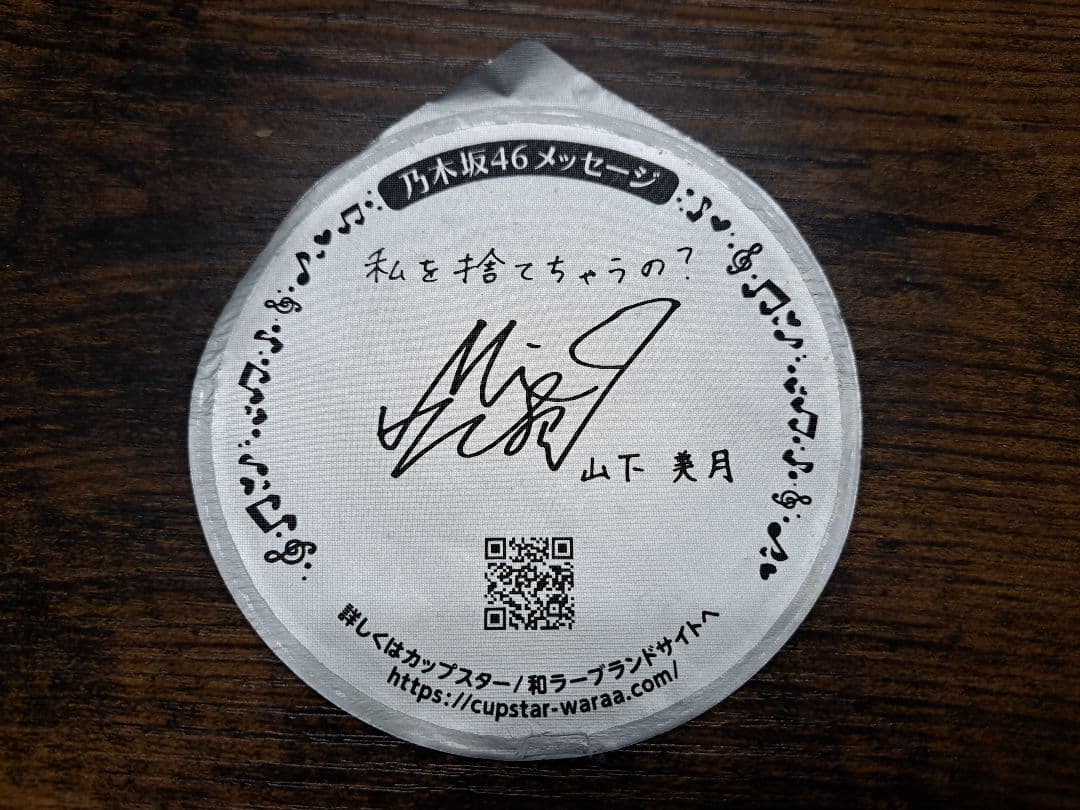 乃木坂46メッセージ
私を捨てちゃうの?
山下 美月
詳しくはカップスター/和ラーブランドサイトへ
https://cupstar-waraa.com/